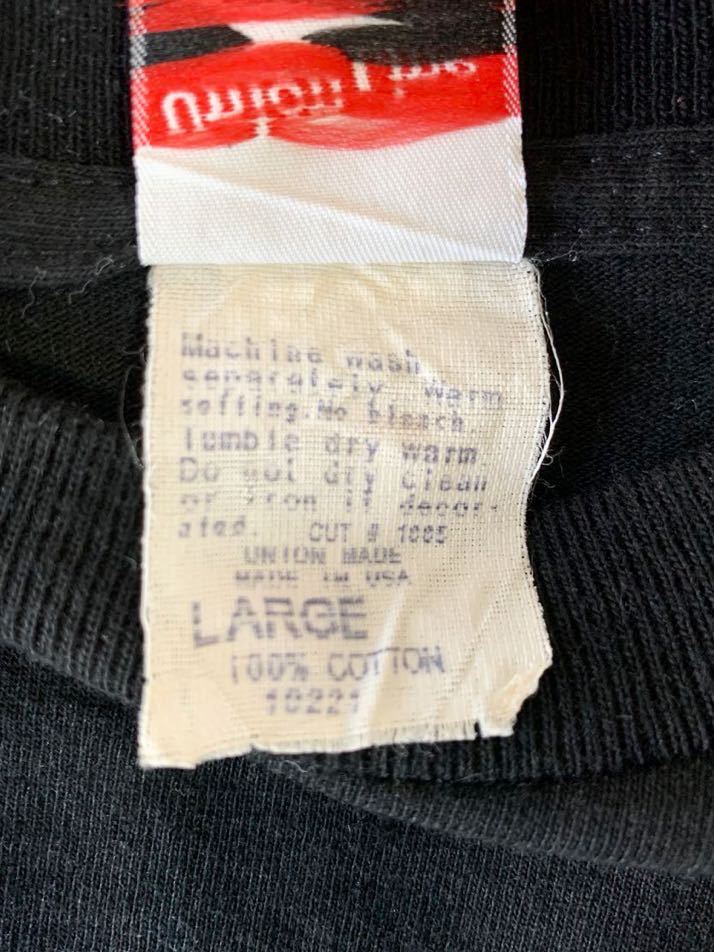 Machine wash
separately. Warm
setting. No bleach.
Tumble dry warm
Do not dry clean
or iron if decor-
ated. CUT # 1005
UNION MADE
MADE IN USA
LARGE
100% COTTON
10221